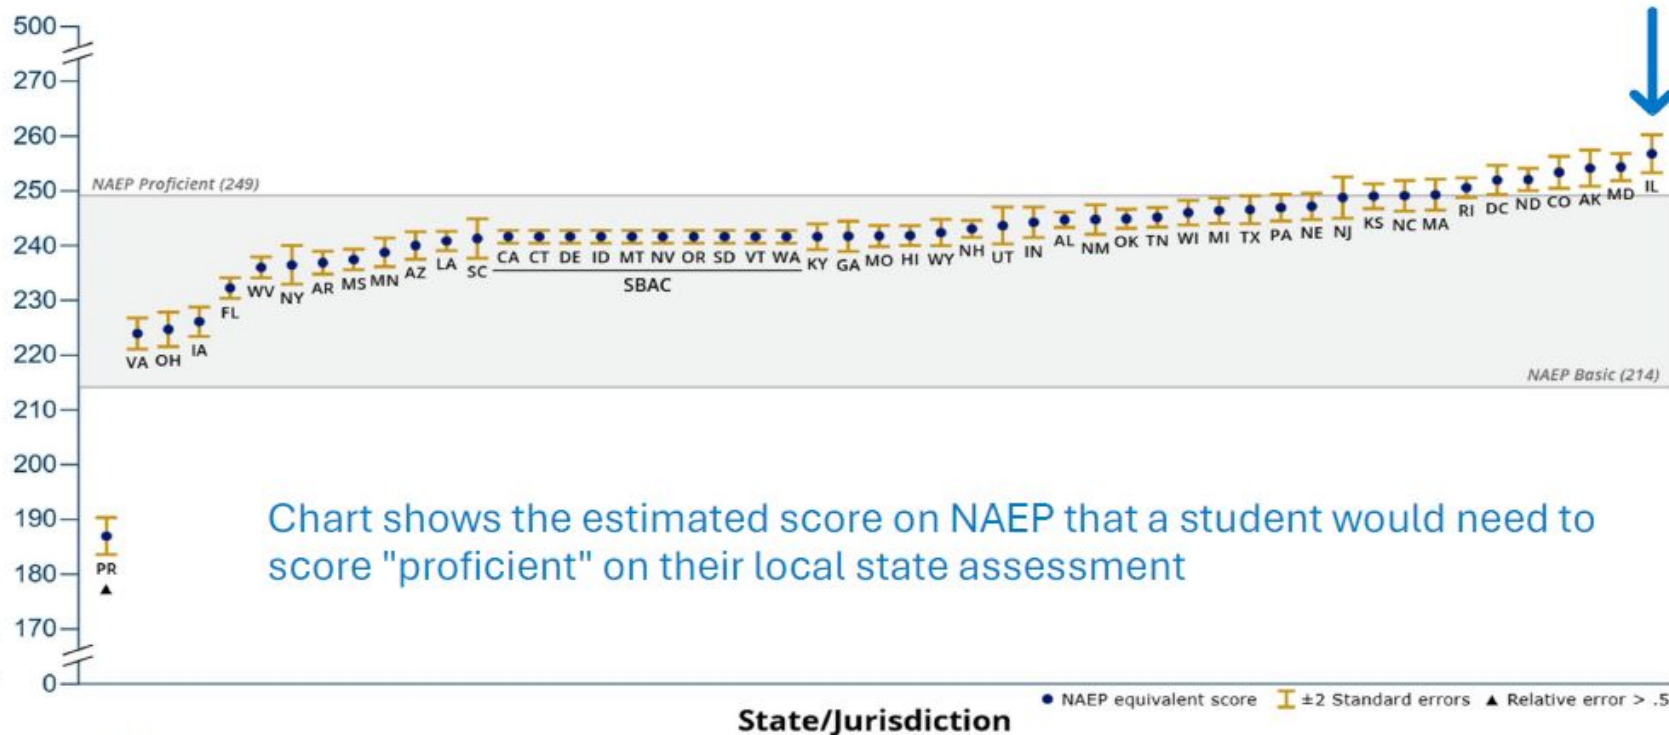 500
270
260
250
240
230
220
210
200
190
180
170
0
NAEP Proficient (249)
NAEP Basic (214)
PR
VA
OH
IA
FL
WV
NY
AR
MS
MN
AZ
LA
SC
CA
CT
DE
ID
MT
NV
OR
SD
VT
WA
SBAC
KY
GA
MO
HI
WY
NH
UT
IN
AL
NM
OK
TN
WI
MI
TX
PA
NE
NJ
KS
NC
MA
RI
DC
ND
CO
AK
MD
IL
Chart shows the estimated score on NAEP that a student would need to
score "proficient" on their local state assessment
NAEP equivalent score ±2 Standard errors Relative error > .5
State/Jurisdiction